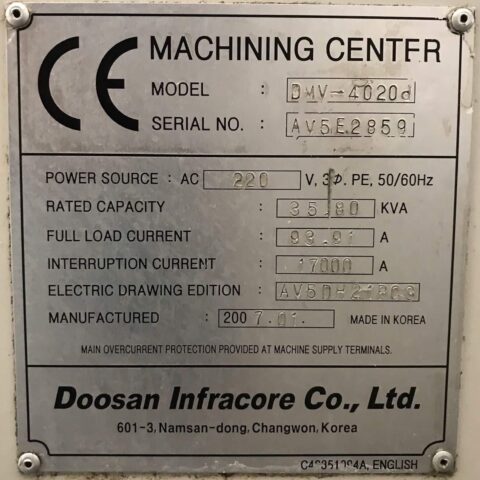 CE MACHINING CENTER
MODEL : DMV-4020d
SERIAL NO. : AV5E2859
POWER SOURCE : AC 220 V, 3Φ. PE, 50/60Hz
RATED CAPACITY : 35.80 KVA
FULL LOAD CURRENT : 93.91 A
INTERRUPTION CURRENT : 17000 A
ELECTRIC DRAWING EDITION :
MANUFACTURED : 2007.01. MADE IN KOREA
MAIN OVERCURRENT PROTECTION PROVIDED AT MACHINE SUPPLY TERMINALS.
Doosan Infracore Co., Ltd.
601-3, Namsan-dong, Changwon, Korea
ENGLISH